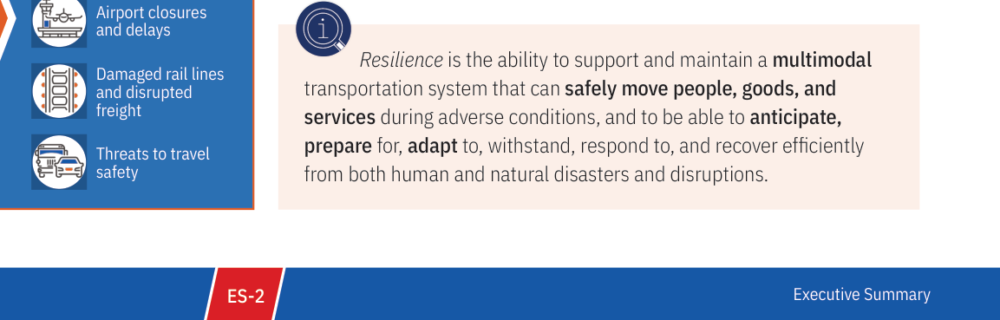 Airport closures
and delays
Damaged rail lines
and disrupted
freight
Threats to travel
safety
i
Resilience is the ability to support and maintain a multimodal
transportation system that can safely move people, goods, and
services during adverse conditions, and to be able to anticipate,
prepare for, adapt to, withstand, respond to, and recover efficiently
from both human and natural disasters and disruptions.
ES-2
Executive Summary